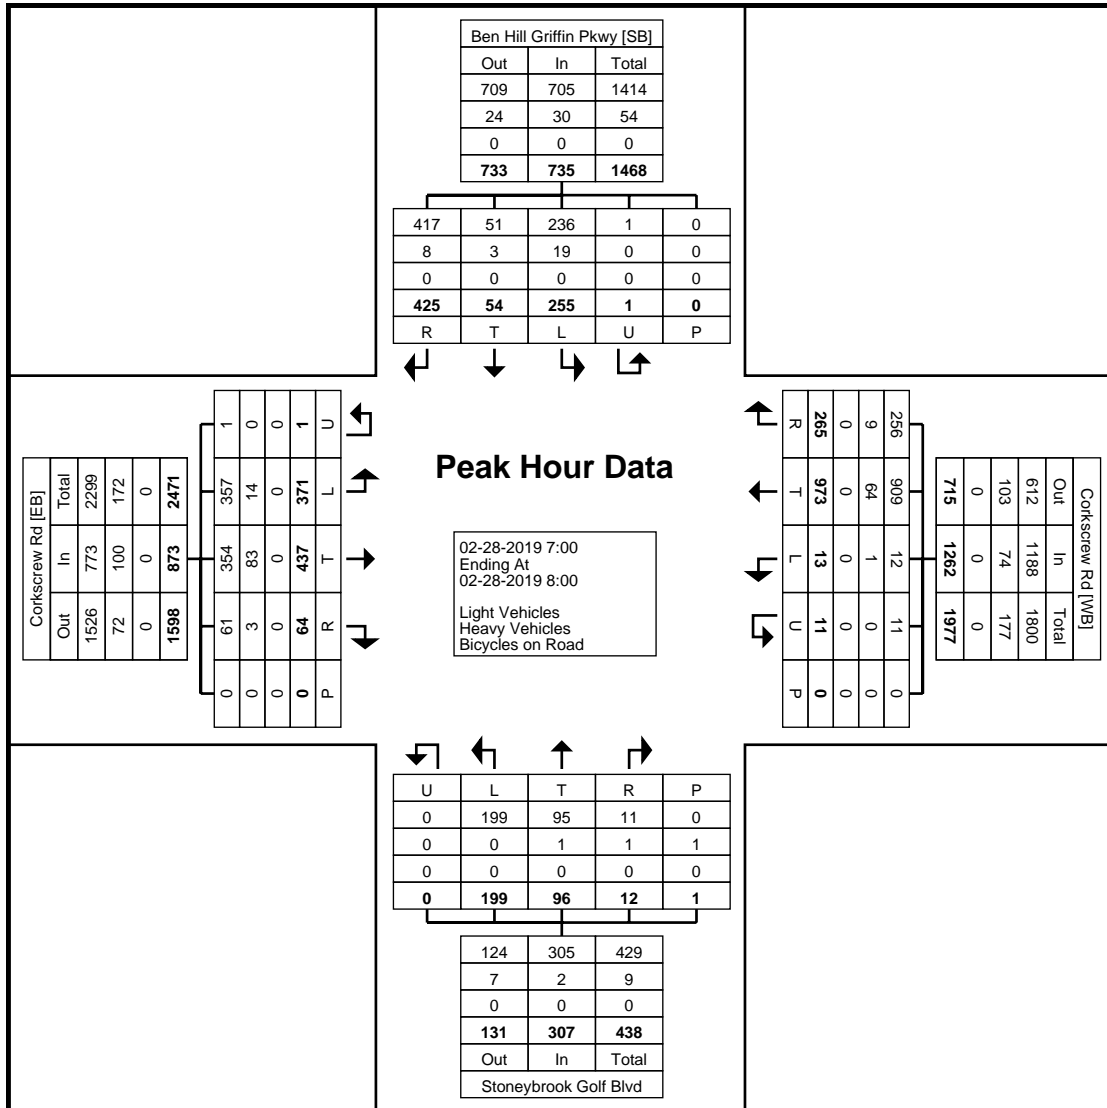 Ben Hill Griffin Pkwy [SB]
Out In Total
709 705 1414
24 30 54
0 0 0
733 735 1468
417 51 236 1 0
8 3 19 0 0
0 0 0 0 0
425 54 255 1 0
R T L U P
Corkscrew Rd [EB]
Total In Out
2299 773 1526
172 100 72
0 0 0
2471 873 1598
1 357 354 61 0
0 14 83 3 0
0 0 0 0 0
1 371 437 64 0
U L T R P
Peak Hour Data
02-28-2019 7:00
Ending At
02-28-2019 8:00
Light Vehicles
Heavy Vehicles
Bicycles on Road
R T L U P
265 973 13 11 0
0 0 0 0 0
9 64 1 0 0
256 909 12 11 0
Corkscrew Rd [WB]
Out In Total
612 1188 1800
103 74 177
0 0 0
715 1262 1977
U L T R P
0 199 95 11 0
0 0 1 1 1
0 0 0 0 0
0 199 96 12 1
124 305 429
7 2 9
0 0 0
131 307 438
Out In Total
Stoneybrook Golf Blvd